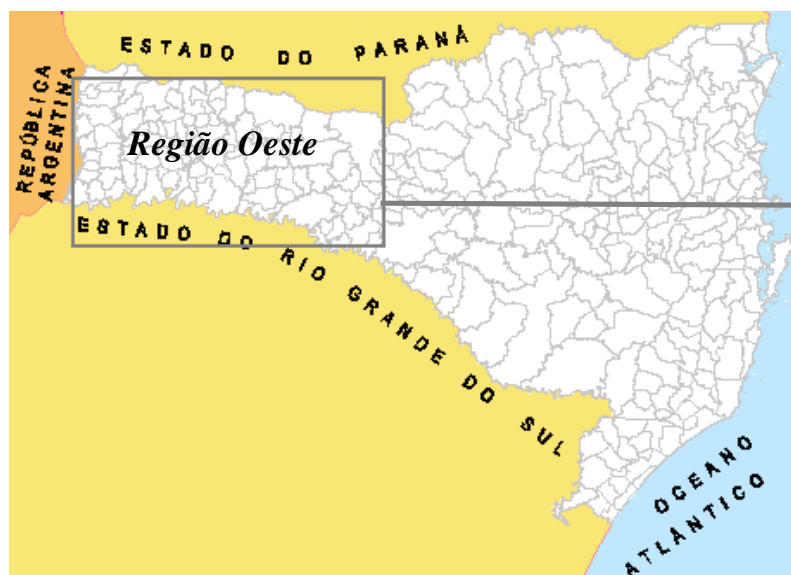 ESTADO DO PARANÁ
REPÚBLICA
ARGENTINA
Região Oeste
ESTADO DO RIO GRANDE DO SUL
OCEANO
ATLÂNTICO